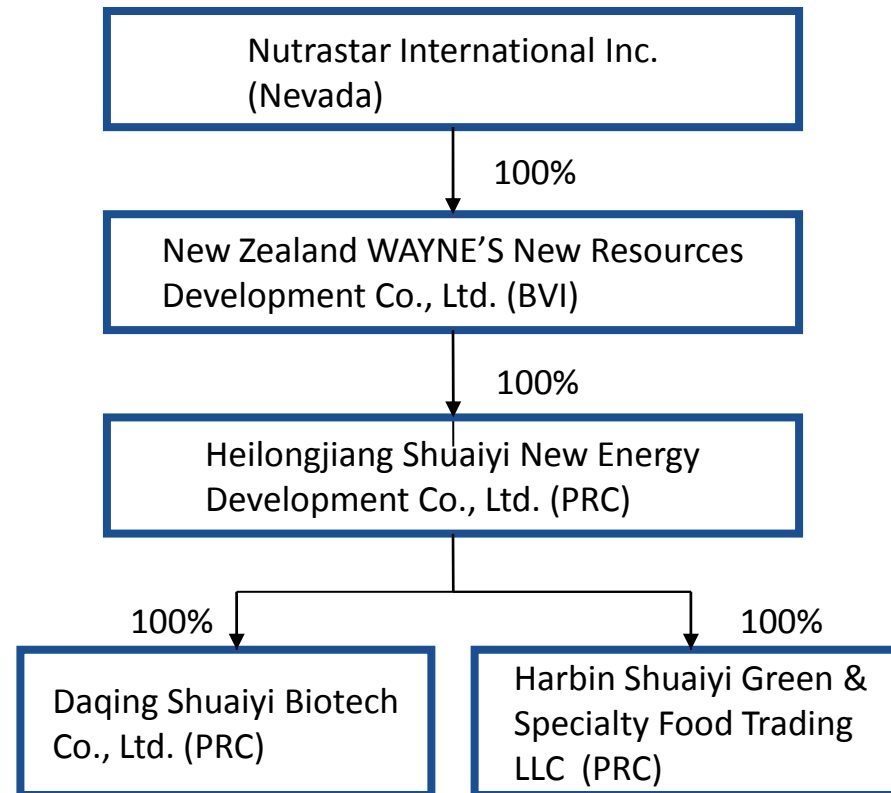 Nutrastar International Inc.
(Nevada)
100%
New Zealand WAYNE’S New Resources
Development Co., Ltd. (BVI)
100%
Heilongjiang Shuaiyi New Energy
Development Co., Ltd. (PRC)
100%
100%
Daqing Shuaiyi Biotech
Co., Ltd. (PRC)
Harbin Shuaiyi Green &
Specialty Food Trading
LLC  (PRC)